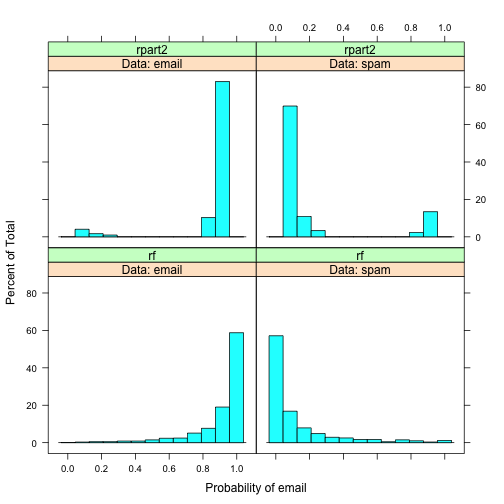 0.0 0.2 0.4 0.6 0.8 1.0
rpart2 rpart2
Data: email Data: spam
80
60
40
20
0
rf rf
Data: email Data: spam
80
60
40
20
0
0.0 0.2 0.4 0.6 0.8 1.0
Percent of Total
Probability of email